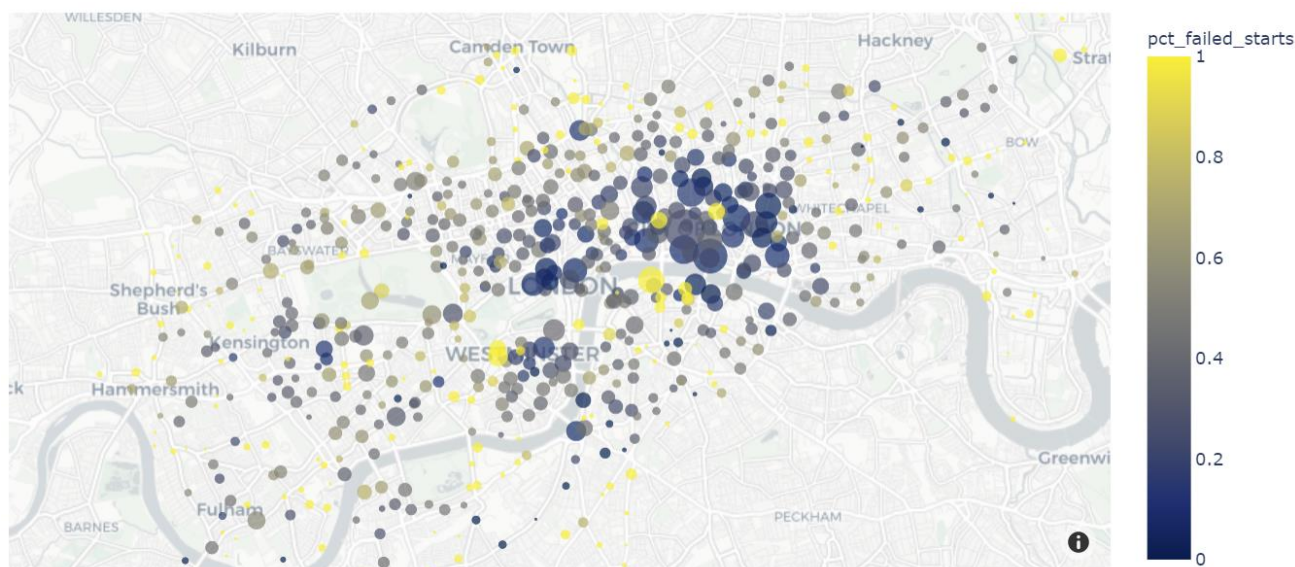 WILLESDEN
Kilburn
Camden Town
Hackney
Strat
pct_failed_starts
1
BOW
0.8
WHITECHAPEL
BAYSWATER
0.6
Shepherd's
Bush
LONDON
Kensington
WESTMINSTER
0.4
Hammersmith
ck
0.2
Greenwi
Fulham
PECKHAM
BARNES
i
0